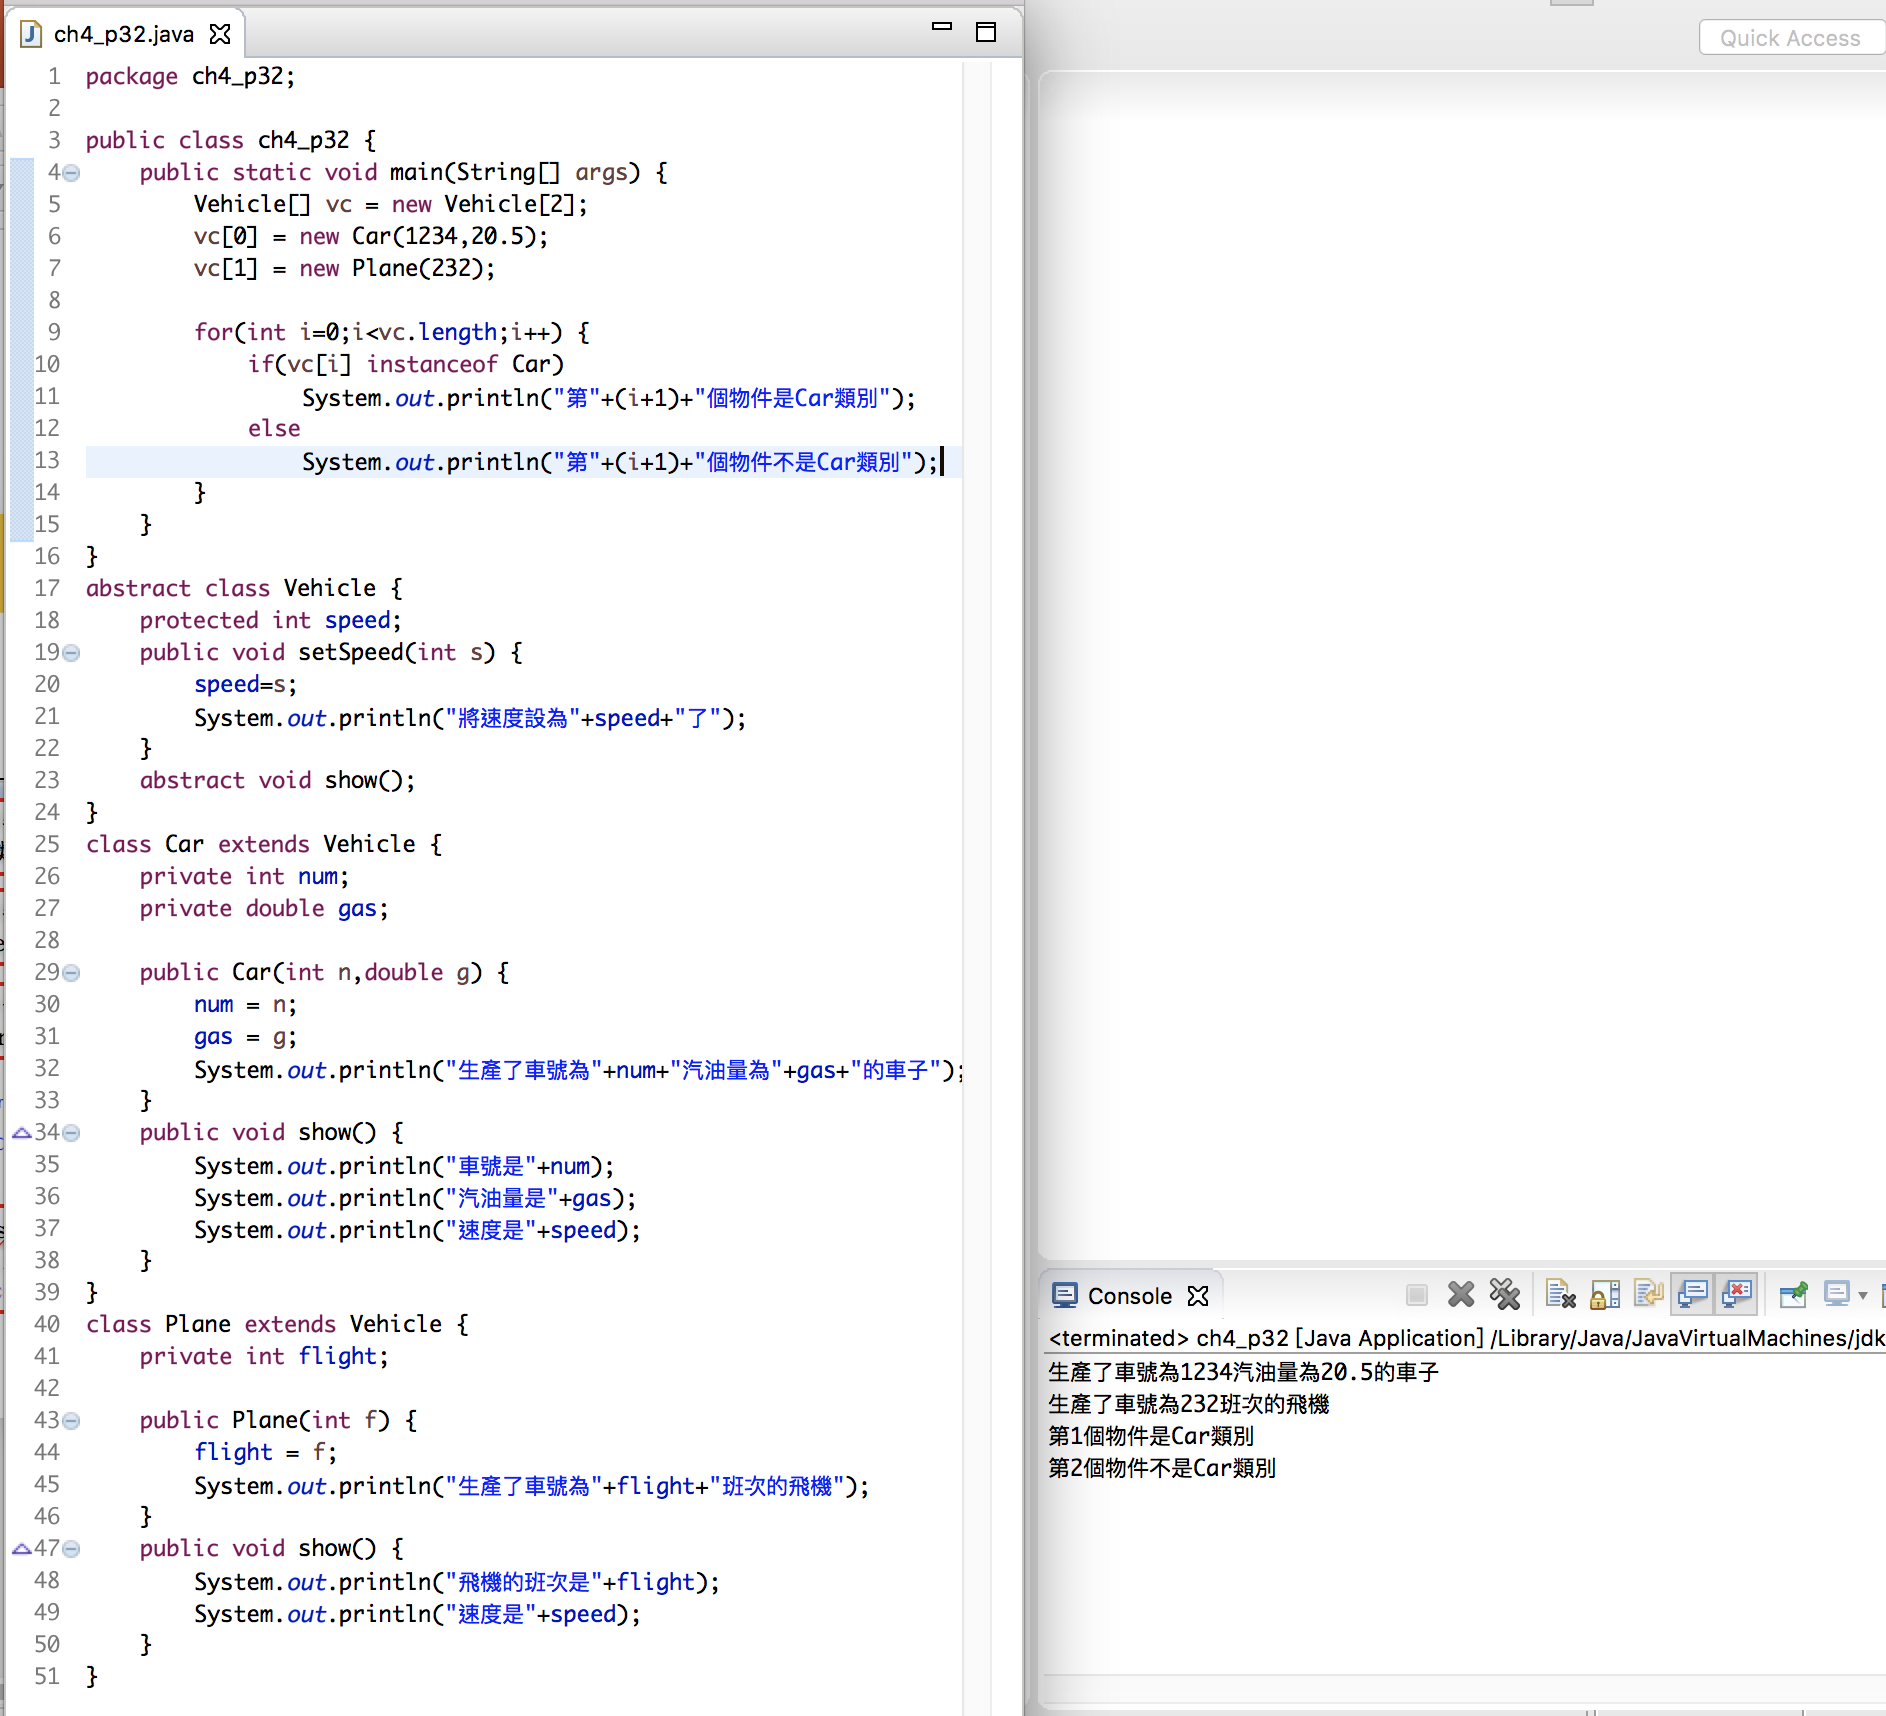 ch4_p32.java
Quick Access
1 package ch4_p32;
2
3 public class ch4_p32 {
4 public static void main(String[] args) {
5 Vehicle[] vc = new Vehicle[2];
6 vc[0] = new Car(1234,20.5);
7 vc[1] = new Plane(232);
8
9 for(int i=0;i<vc.length;i++) {
10 if(vc[i] instanceof Car)
11 System.out.println("第"+(i+1)+"個物件是Car類別");
12 else
13 System.out.println("第"+(i+1)+"個物件不是Car類別");
14 }
15 }
16 }
17 abstract class Vehicle {
18 protected int speed;
19 public void setSpeed(int s) {
20 speed=s;
21 System.out.println("將速度設為"+speed+"了");
22 }
23 abstract void show();
24 }
25 class Car extends Vehicle {
26 private int num;
27 private double gas;
28
29 public Car(int n,double g) {
30 num = n;
31 gas = g;
32 System.out.println("生產了車號為"+num+"汽油量為"+gas+"的車子");
33 }
34 public void show() {
35 System.out.println("車號是"+num);
36 System.out.println("汽油量是"+gas);
37 System.out.println("速度是"+speed);
38 }
39 }
40 class Plane extends Vehicle {
41 private int flight;
42
43 public Plane(int f) {
44 flight = f;
45 System.out.println("生產了車號為"+flight+"班次的飛機");
46 }
47 public void show() {
48 System.out.println("飛機的班次是"+flight);
49 System.out.println("速度是"+speed);
50 }
51 }
Console
<terminated> ch4_p32 [Java Application] /Library/Java/JavaVirtualMachines/jdk
生產了車號為1234汽油量為20.5的車子
生產了車號為232班次的飛機
第1個物件是Car類別
第2個物件不是Car類別